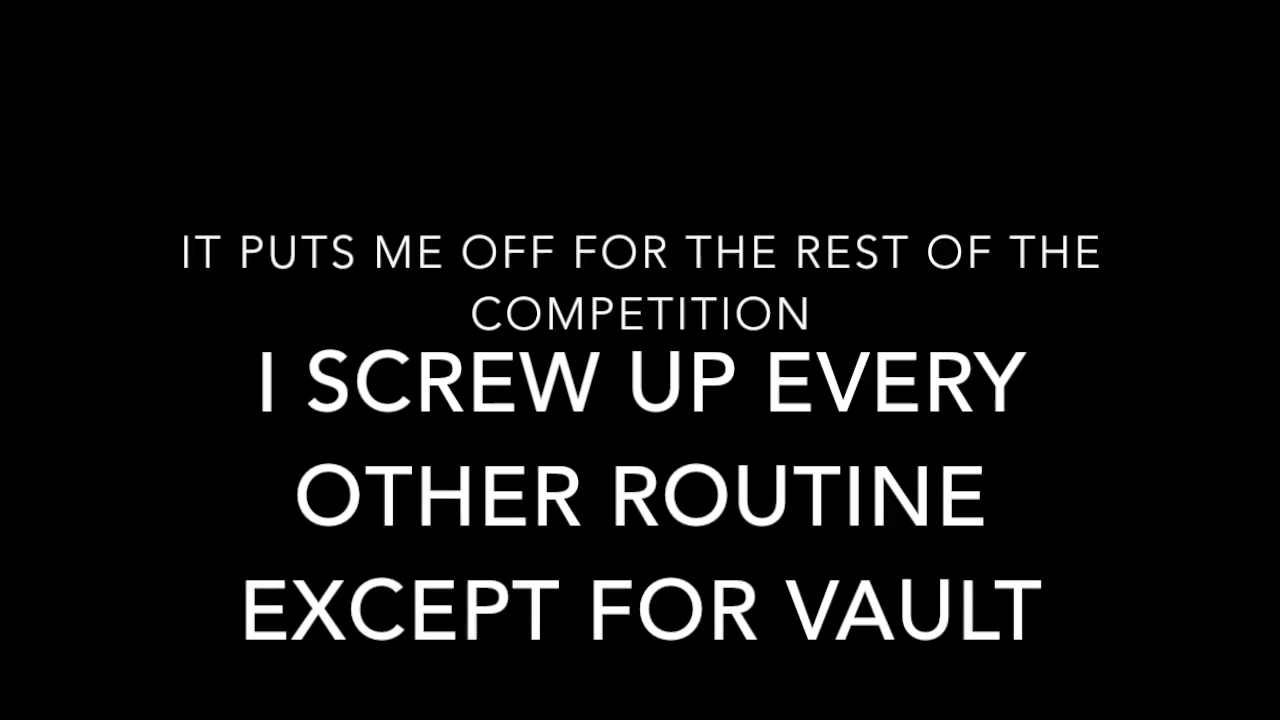 IT PUTS ME OFF FOR THE REST OF THE
COMPETITION
I SCREW UP EVERY
OTHER ROUTINE
EXCEPT FOR VAULT